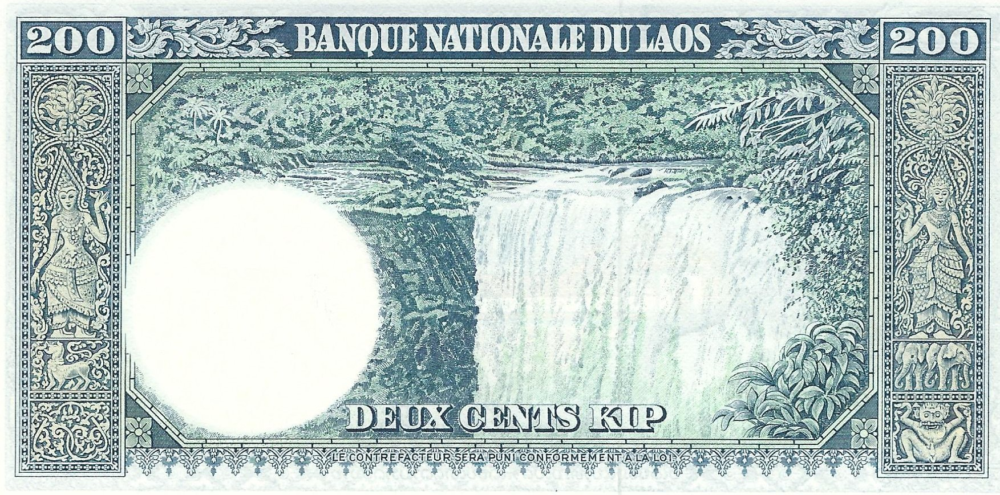 200 BANQUE NATIONALE DU LAOS 200
DEUX CENTS KIP
LE CONTREFACTEUR SERA PUNI CONFORMEMENT A LA LOI.